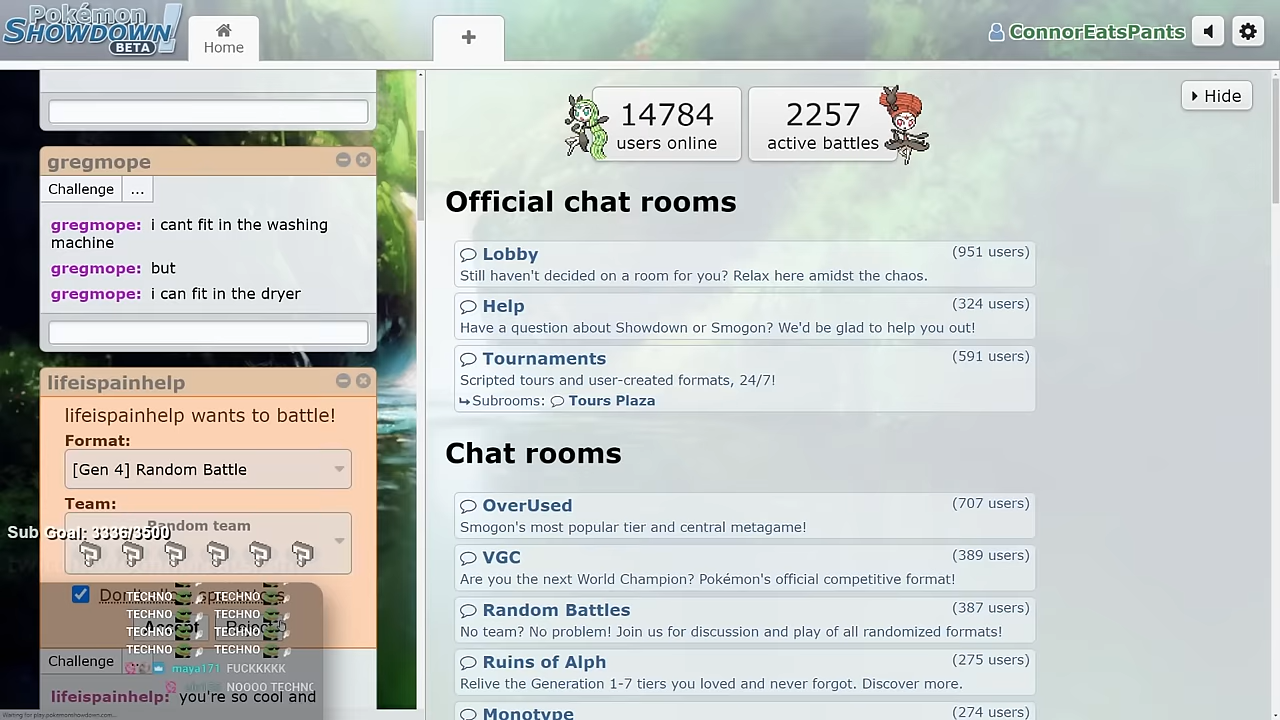 Pokémon
SHOWDOWN!
BETA
Home
+
ConnorEatsPants
gregmope
Challenge
...
gregmope: i cant fit in the washing
machine
gregmope: but
gregmope: i can fit in the dryer
lifeispainhelp
lifeispainhelp wants to battle!
Format:
[Gen 4] Random Battle
Team:
Random team
Sub Goal: 3336/3500
TECHNO TECHNO
TECHNO TECHNO
TECHNO TECHNO
TECHNO TECHNO
Challenge
maya171 FUCKKKKK
NOOOO TECHNO
lifeispainhelp: you're so cool and
14784
users online
2257
active battles
Hide
Official chat rooms
Lobby (951 users)
Still haven't decided on a room for you? Relax here amidst the chaos.
Help (324 users)
Have a question about Showdown or Smogon? We'd be glad to help you out!
Tournaments (591 users)
Scripted tours and user-created formats, 24/7!
↳Subrooms: Tours Plaza
Chat rooms
OverUsed (707 users)
Smogon's most popular tier and central metagame!
VGC (389 users)
Are you the next World Champion? Pokémon's official competitive format!
Random Battles (387 users)
No team? No problem! Join us for discussion and play of all randomized formats!
Ruins of Alph (275 users)
Relive the Generation 1-7 tiers you loved and never forgot. Discover more.
Monotype (274 users)
Waiting for play.pokemonshowdown.com...